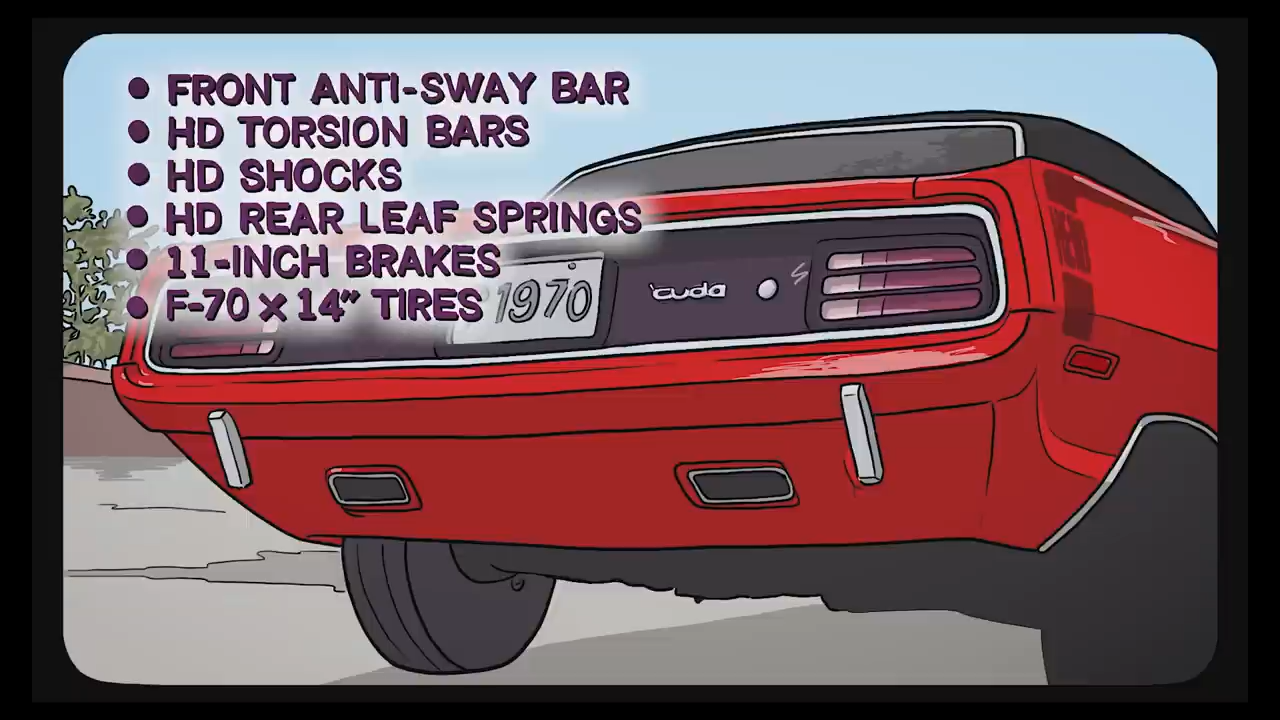 • FRONT ANTI-SWAY BAR
• HD TORSION BARS
• HD SHOCKS
• HD REAR LEAF SPRINGS
• 11-INCH BRAKES
• F-70 x 14" TIRES
1970
'cuda
HEMI